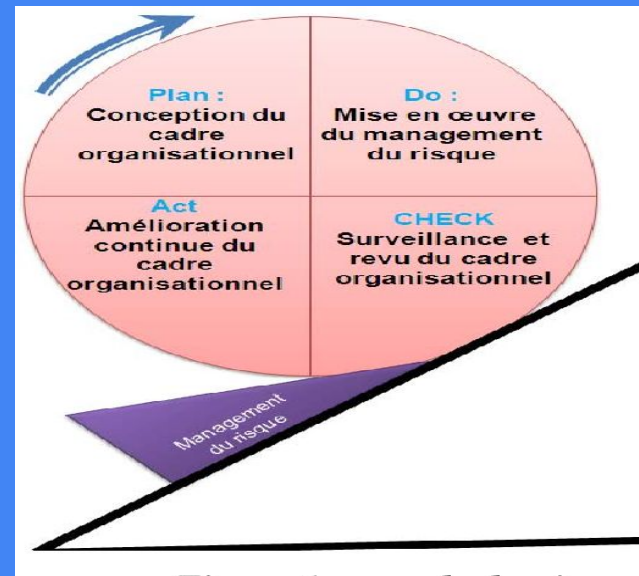 Plan :
Conception du
cadre
organisationnel
Do :
Mise en œuvre
du management
du risque
Act
Amélioration
continue du
cadre
organisationnel
CHECK
Surveillance et
revu du cadre
organisationnel
Management
du risque